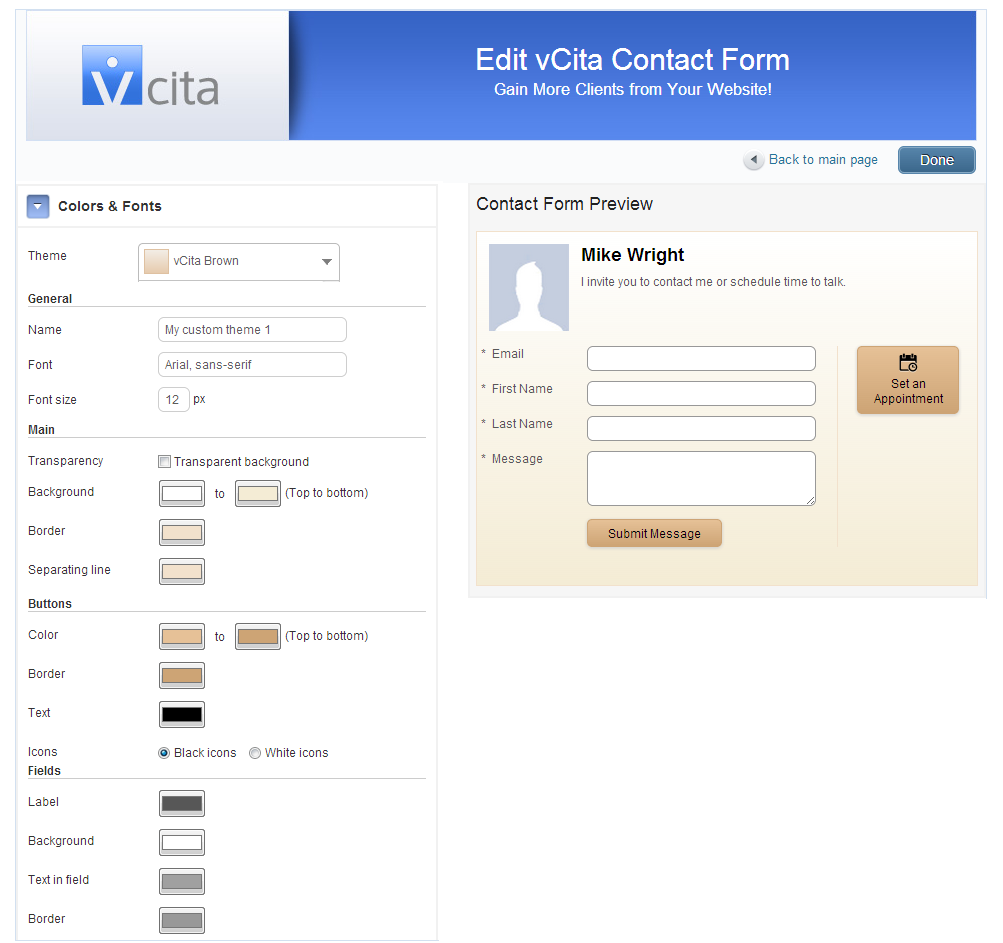 vcita
Edit vCita Contact Form
Gain More Clients from Your Website!
Back to main page
Done
Colors & Fonts
Theme
vCita Brown
General
Name
My custom theme 1
Font
Arial, sans-serif
Font size
12 px
Main
Transparency
Transparent background
Background
to (Top to bottom)
Border
Separating line
Buttons
Color
to (Top to bottom)
Border
Text
Icons
Black icons White icons
Fields
Label
Background
Text in field
Border
Contact Form Preview
Mike Wright
I invite you to contact me or schedule time to talk.
* Email
* First Name
* Last Name
* Message
Submit Message
Set an
Appointment